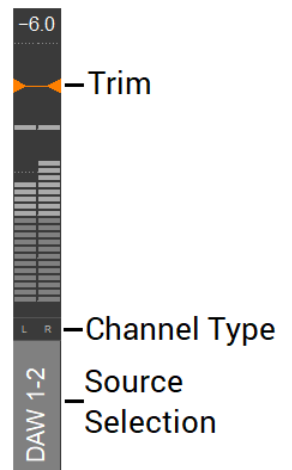 −6.0
Trim
L R
Channel Type
DAW 1-2
Source
Selection